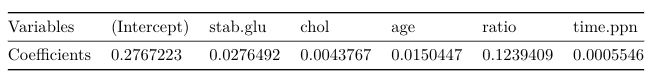 Variables (Intercept) stab.glu chol age ratio time.ppn
Coefficients 0.2767223 0.0276492 0.0043767 0.0150447 0.1239409 0.0005546